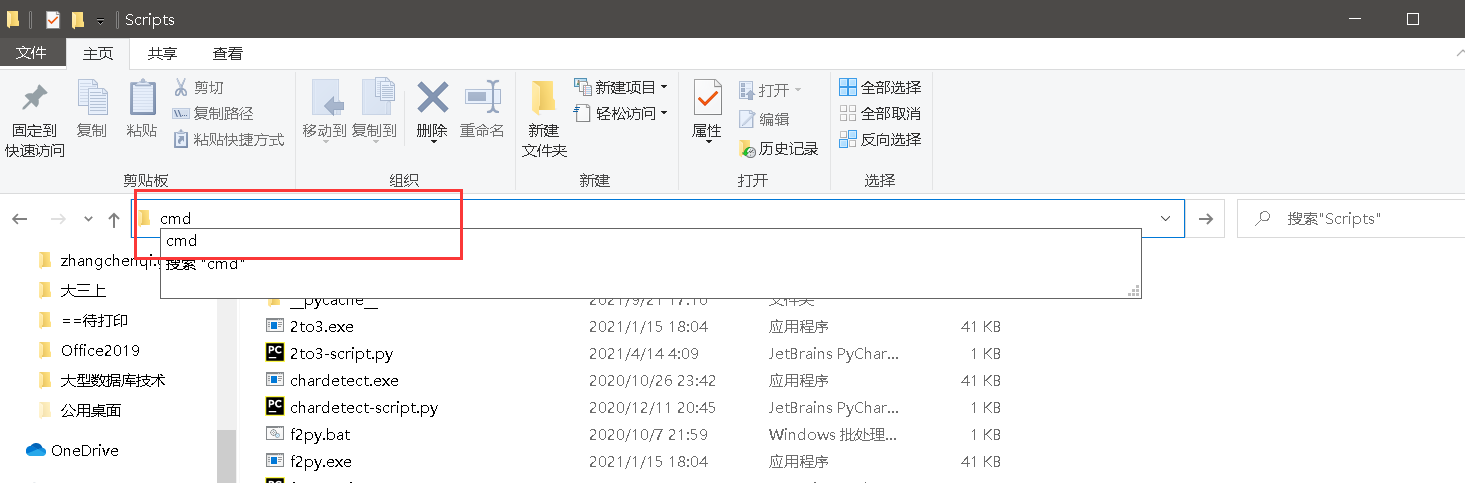 Scripts
文件 主页 共享 查看
固定到
快速访问
复制
粘贴
剪切
复制路径
粘贴快捷方式
剪贴板
移动到
复制到
删除
重命名
组织
新建
文件夹
新建项目
轻松访问
新建
属性
打开
编辑
历史记录
打开
全部选择
全部取消
反向选择
选择
cmd
搜索"Scripts"
cmd
搜索 "cmd"
大三上
==待打印
Office2019
大型数据库技术
公用桌面
OneDrive
__pycache__ 2021/9/21 17:10 文件夹
2to3.exe 2021/1/15 18:04 应用程序 41 KB
2to3-script.py 2021/4/14 4:09 JetBrains PyChar... 1 KB
chardetect.exe 2020/10/26 23:42 应用程序 41 KB
chardetect-script.py 2020/12/11 20:45 JetBrains PyChar... 1 KB
f2py.bat 2020/10/7 21:59 Windows 批处理... 1 KB
f2py.exe 2021/1/15 18:04 应用程序 41 KB